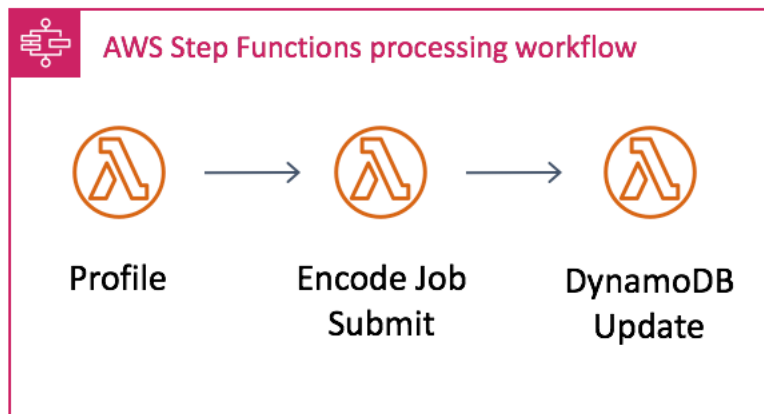 AWS Step Functions processing workflow
Profile
Encode Job
Submit
DynamoDB
Update